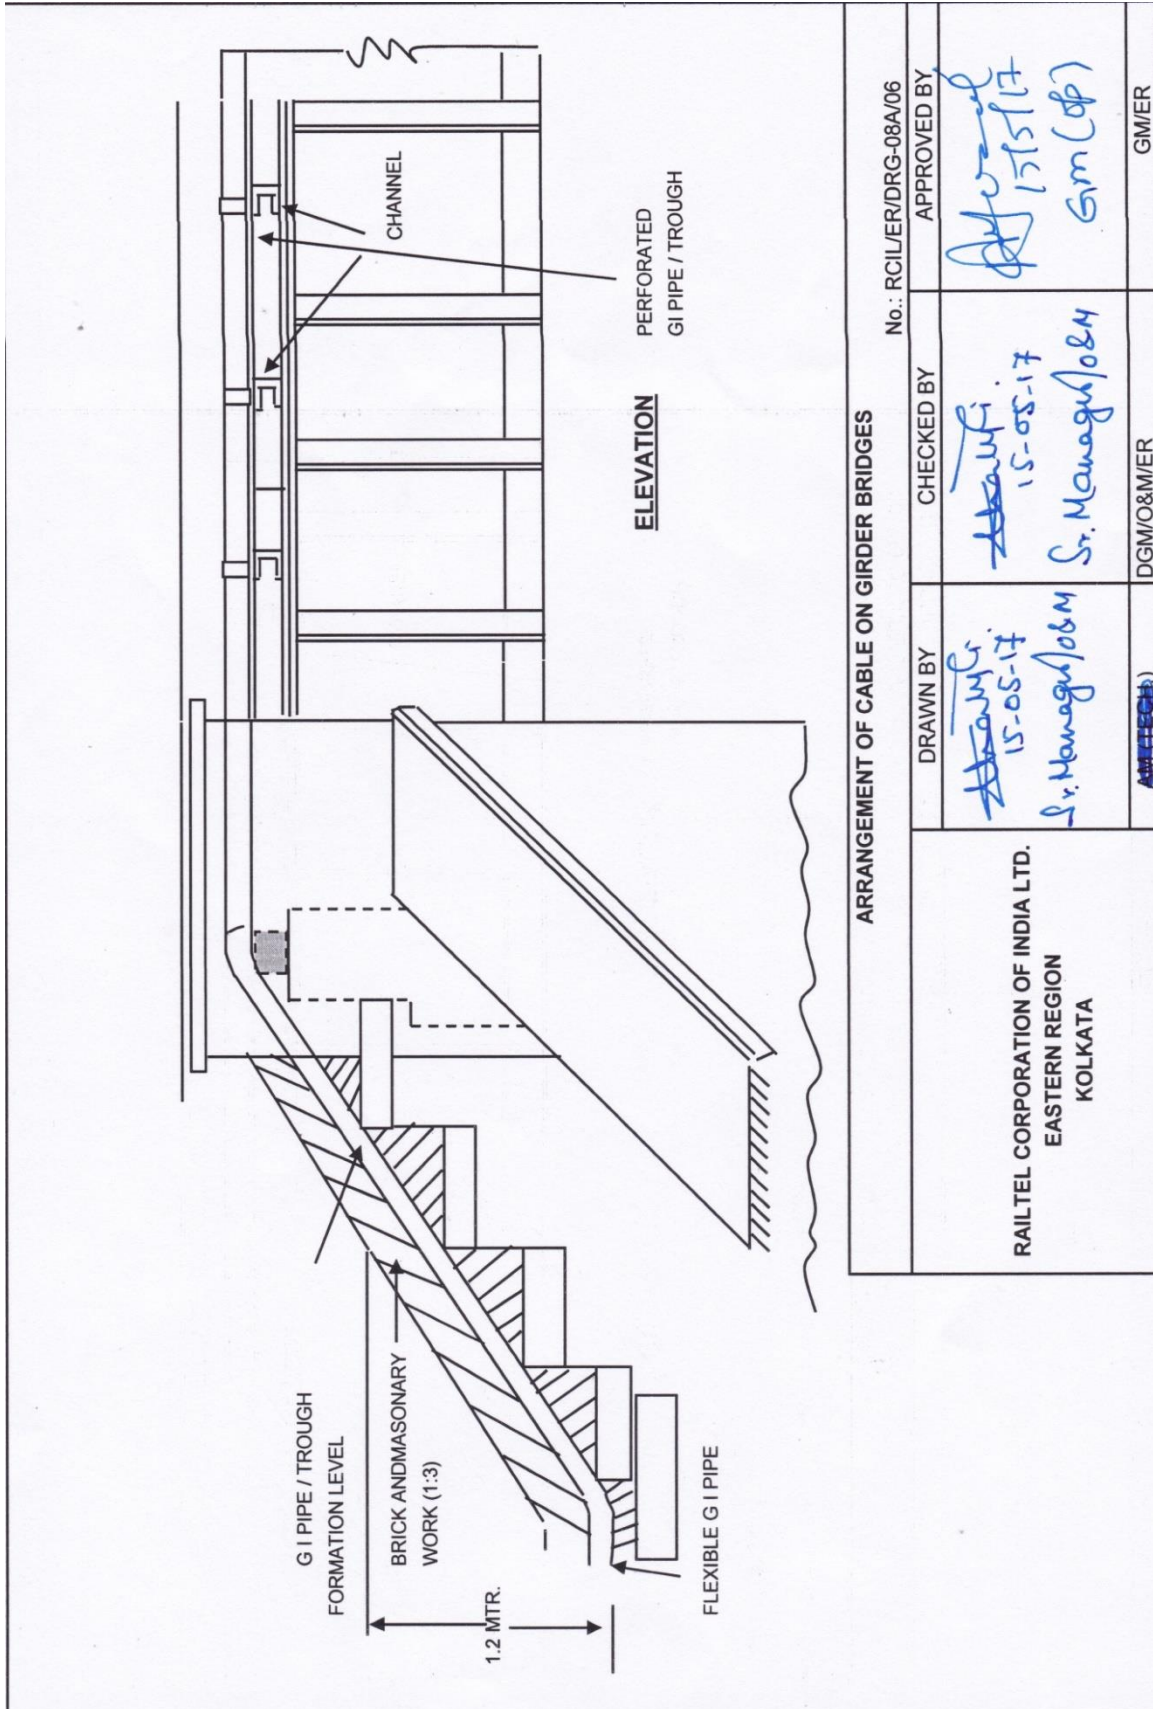 G I PIPE / TROUGH
FORMATION LEVEL
BRICK ANDMASONARY
WORK (1:3)
1.2 MTR.
FLEXIBLE G I PIPE
CHANNEL
PERFORATED
GI PIPE / TROUGH
ELEVATION
ARRANGEMENT OF CABLE ON GIRDER BRIDGES
No.: RCIL/ER/DRG-08A/06
RAILTEL CORPORATION OF INDIA LTD.
EASTERN REGION
KOLKATA
DRAWN BY
15-05-17
Sr. Manager/O&M
CHECKED BY
15-05-17
Sr. Manager/O&M
DGM/O&M/ER
APPROVED BY
15/5/17
GM (OP)
GM/ER